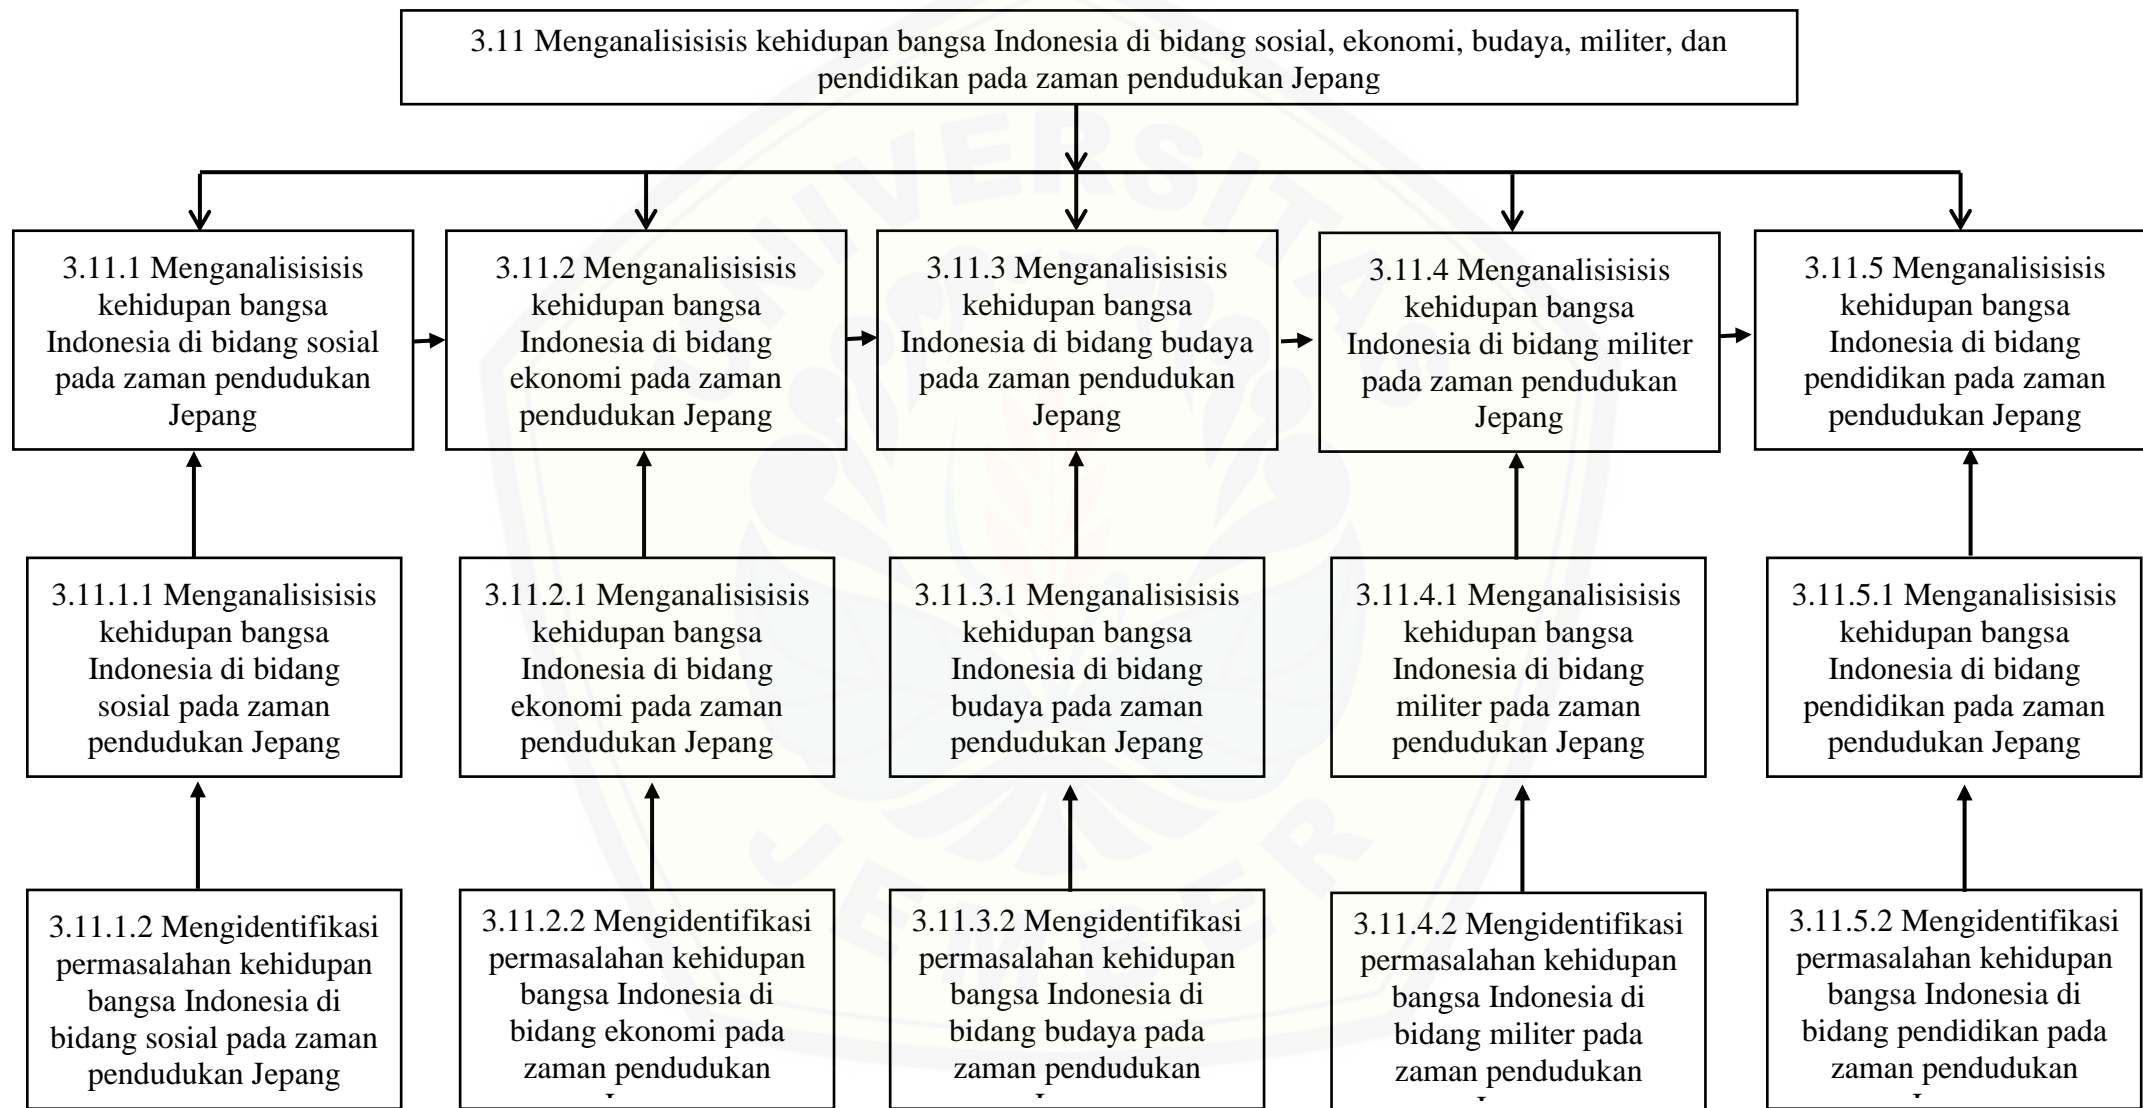 3.11 Menganalisisisis kehidupan bangsa Indonesia di bidang sosial, ekonomi, budaya, militer, dan
pendidikan pada zaman pendudukan Jepang
3.11.1 Menganalisisisis
kehidupan bangsa
Indonesia di bidang sosial
pada zaman pendudukan
Jepang
3.11.2 Menganalisisisis
kehidupan bangsa
Indonesia di bidang
ekonomi pada zaman
pendudukan Jepang
3.11.3 Menganalisisisis
kehidupan bangsa
Indonesia di bidang budaya
pada zaman pendudukan
Jepang
3.11.4 Menganalisisisis
kehidupan bangsa
Indonesia di bidang militer
pada zaman pendudukan
Jepang
3.11.5 Menganalisisisis
kehidupan bangsa
Indonesia di bidang
pendidikan pada zaman
pendudukan Jepang
3.11.1.1 Menganalisisisis
kehidupan bangsa
Indonesia di bidang
sosial pada zaman
pendudukan Jepang
3.11.2.1 Menganalisisisis
kehidupan bangsa
Indonesia di bidang
ekonomi pada zaman
pendudukan Jepang
3.11.3.1 Menganalisisisis
kehidupan bangsa
Indonesia di bidang
budaya pada zaman
pendudukan Jepang
3.11.4.1 Menganalisisisis
kehidupan bangsa
Indonesia di bidang
militer pada zaman
pendudukan Jepang
3.11.5.1 Menganalisisisis
kehidupan bangsa
Indonesia di bidang
pendidikan pada zaman
pendudukan Jepang
3.11.1.2 Mengidentifikasi
permasalahan kehidupan
bangsa Indonesia di
bidang sosial pada zaman
pendudukan Jepang
3.11.2.2 Mengidentifikasi
permasalahan kehidupan
bangsa Indonesia di
bidang ekonomi pada
zaman pendudukan
3.11.3.2 Mengidentifikasi
permasalahan kehidupan
bangsa Indonesia di
bidang budaya pada
zaman pendudukan
3.11.4.2 Mengidentifikasi
permasalahan kehidupan
bangsa Indonesia di
bidang militer pada
zaman pendudukan
3.11.5.2 Mengidentifikasi
permasalahan kehidupan
bangsa Indonesia di
bidang pendidikan pada
zaman pendudukan
UNIVERSITAS
JEMBER